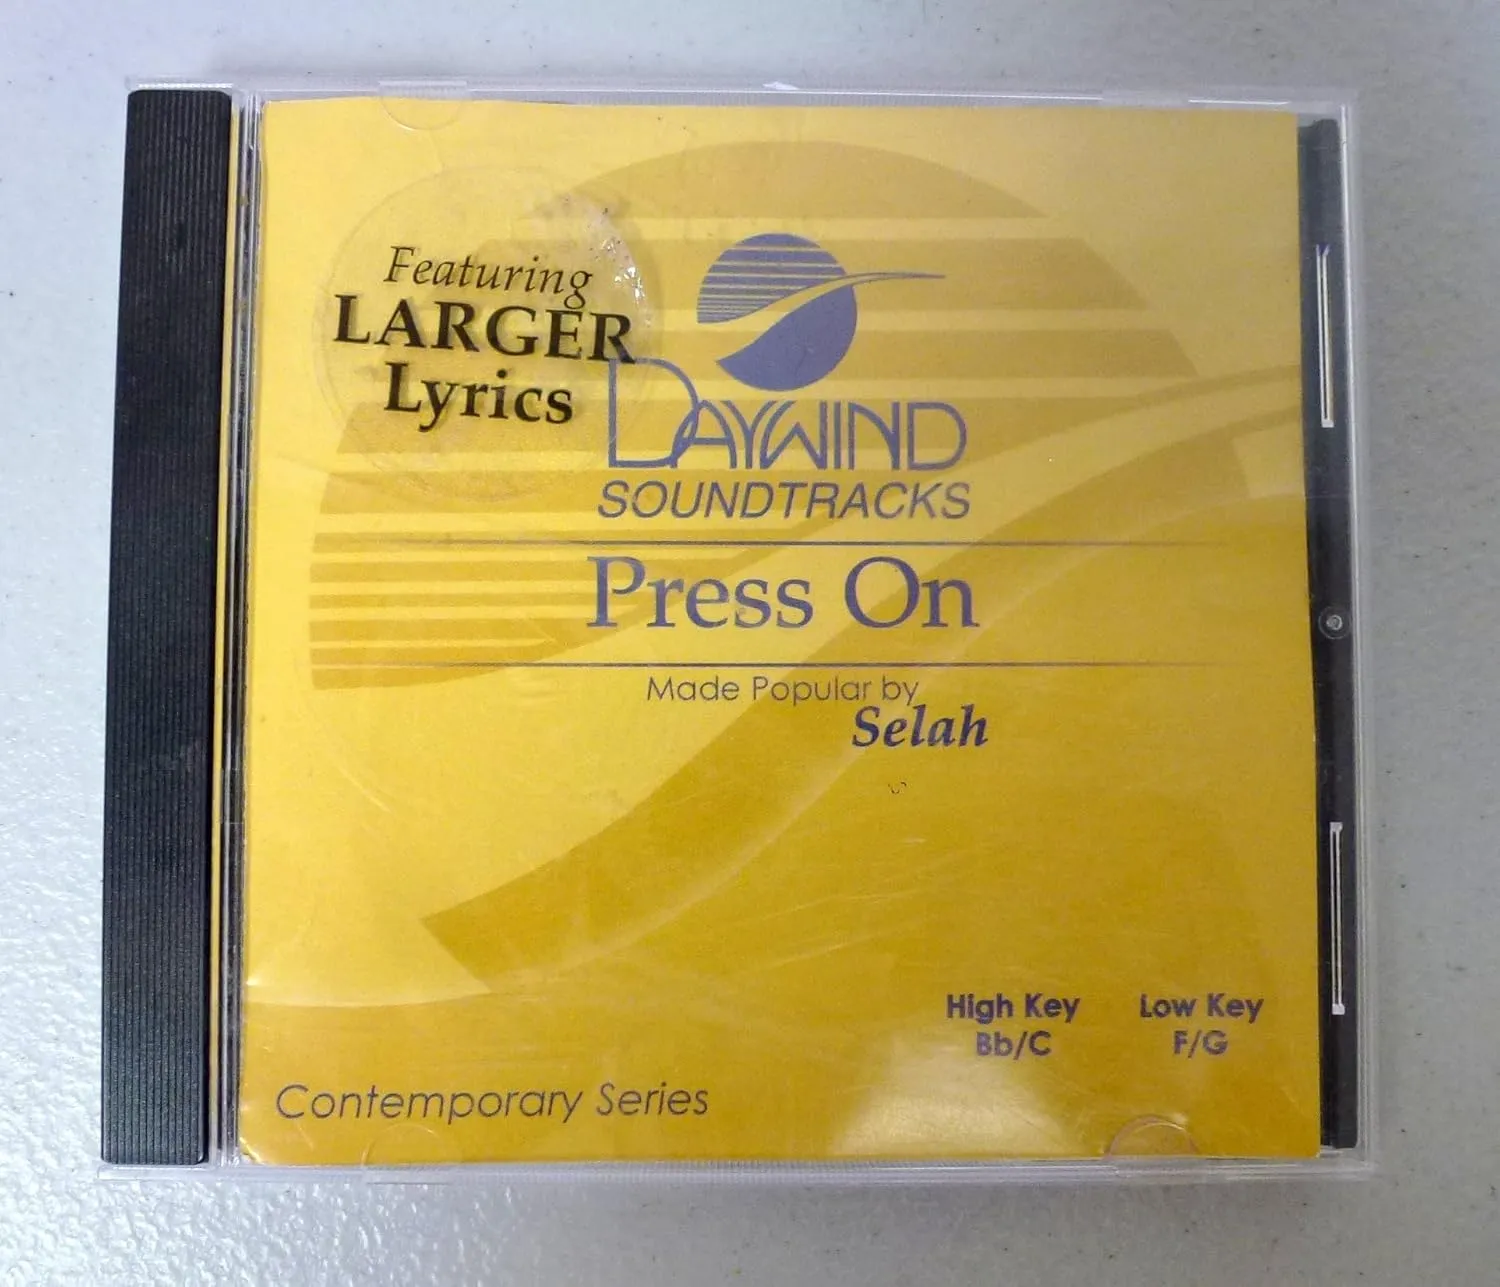 Featuring
LARGER
Lyrics
DAYWIND
SOUNDTRACKS
Press On
Made Popular by
Selah
High Key
Bb/C
Low Key
F/G
Contemporary Series